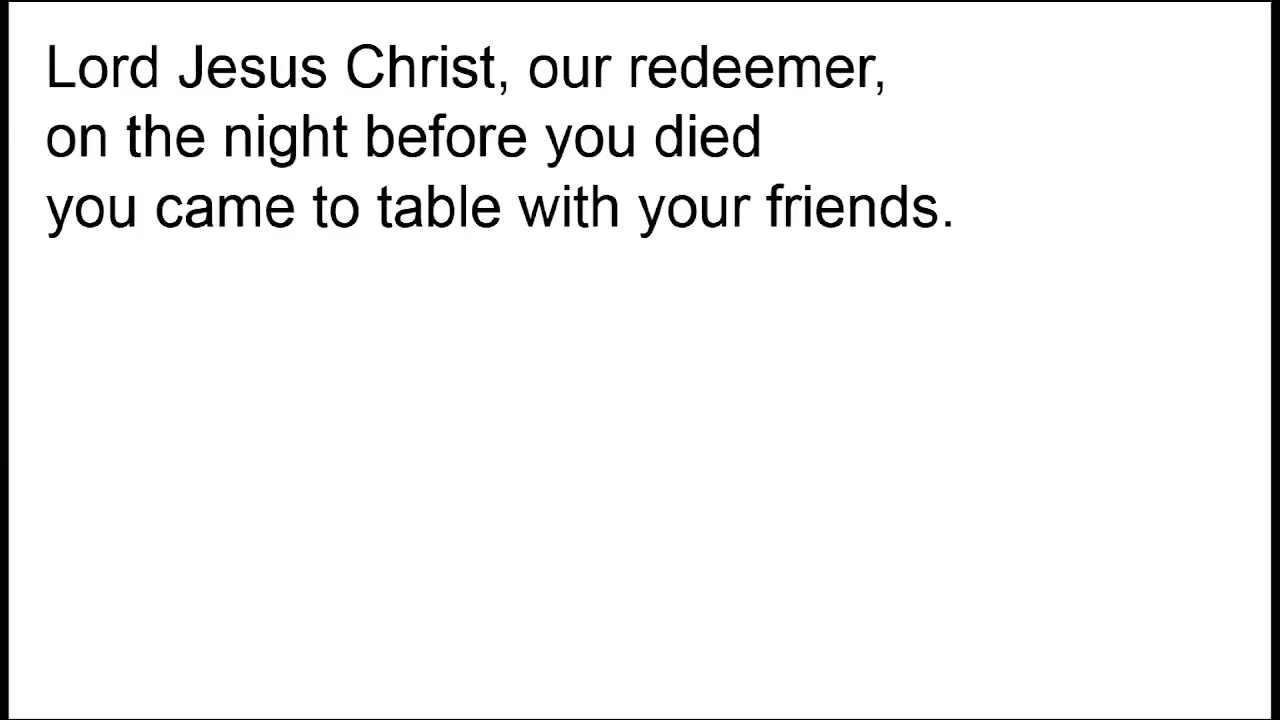 Lord Jesus Christ, our redeemer,
on the night before you died
you came to table with your friends.